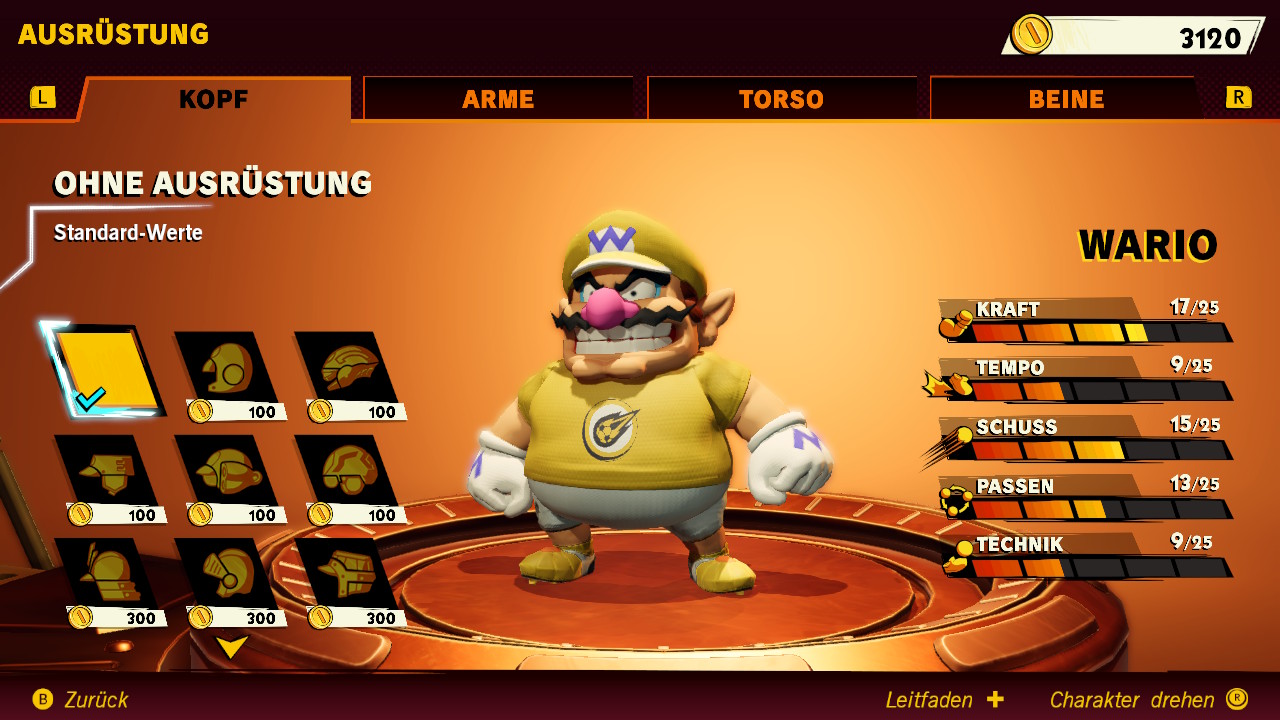 AUSRÜSTUNG
3120
L
KOPF
ARME
TORSO
BEINE
R
OHNE AUSRÜSTUNG
Standard-Werte
W
WARIO
KRAFT 17/25
TEMPO 9/25
SCHUSS 15/25
PASSEN 13/25
TECHNIK 9/25
100
100
100
100
100
300
300
300
B Zurück
Leitfaden +
Charakter drehen R